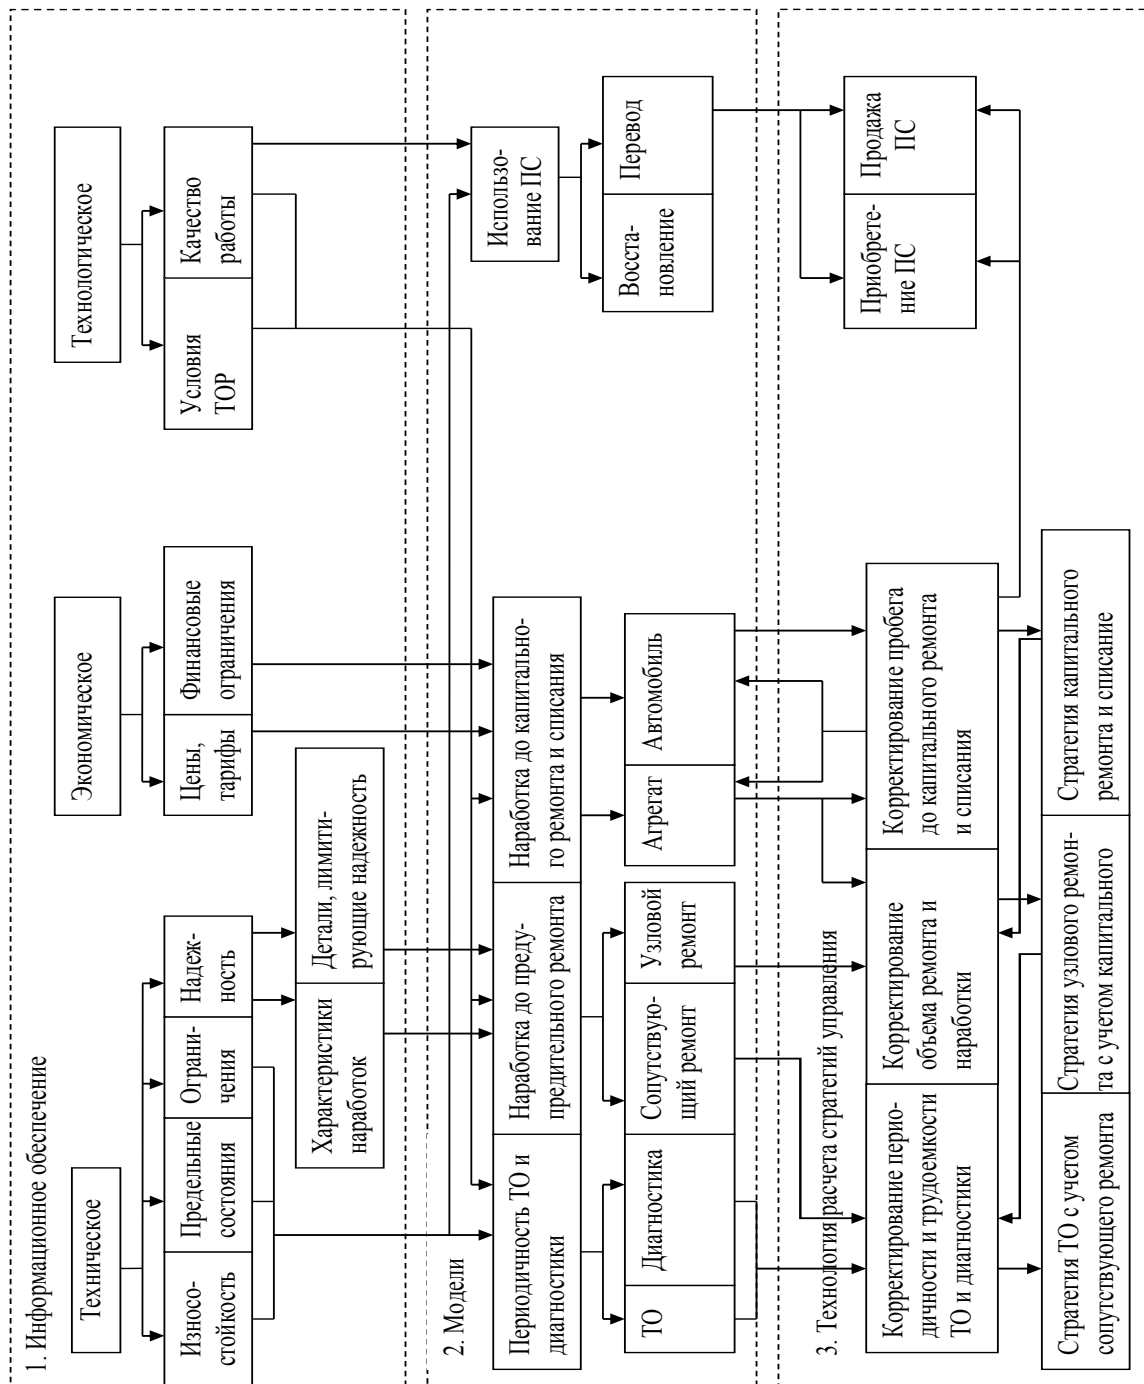 1. Информационное обеспечение
Техническое
Экономическое
Технологическое
Износо-
стойкость
Предельные
состояния
Ограни-
чения
Надеж-
ность
Цены,
тарифы
Финансовые
ограничения
Условия
ТОР
Качество
работы
Характеристики
наработок
Детали, лимити-
рующие надежность
2. Модели
Периодичность ТО и
диагностики
Наработка до преду-
предительного ремонта
Наработка до капитально-
го ремонта и списания
Использо-
вание ПС
ТО
Диагностика
Сопутствую-
щий ремонт
Узловой
ремонт
Агрегат
Автомобиль
Восста-
новление
Перевод
3. Технология расчета стратегий управления
Корректирование перио-
дичности и трудоемкости
ТО и диагностики
Корректирование
объема ремонта и
наработки
Корректирование пробега
до капитального ремонта
и списания
Приобрете-
ние ПС
Продажа
ПС
Стратегия ТО с учетом
сопутствующего ремонта
Стратегия узлового ремон-
та с учетом капитального
Стратегия капитального
ремонта и списание